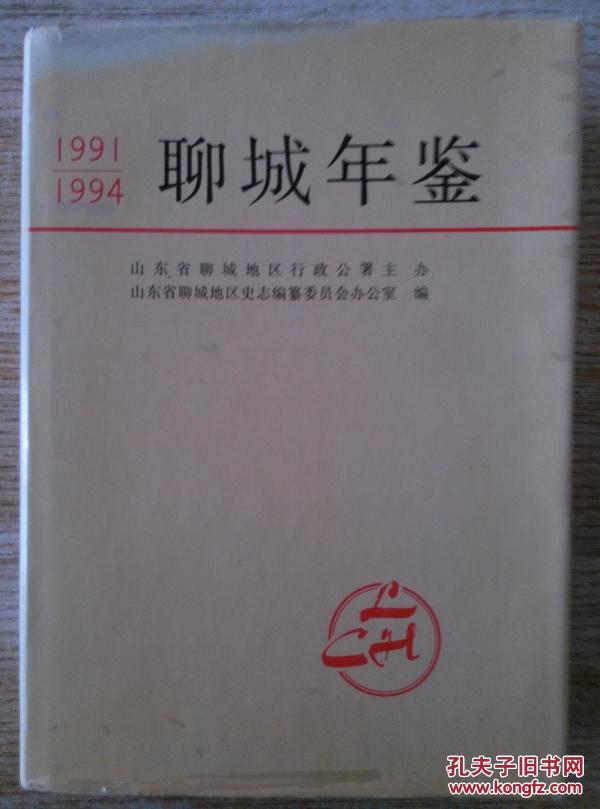 1991
1994
聊城年鉴
山东省聊城地区行政公署主 办
山东省聊城地区史志编纂委员会办公室 编
LCH
孔夫子旧书网
www.kongfz.com